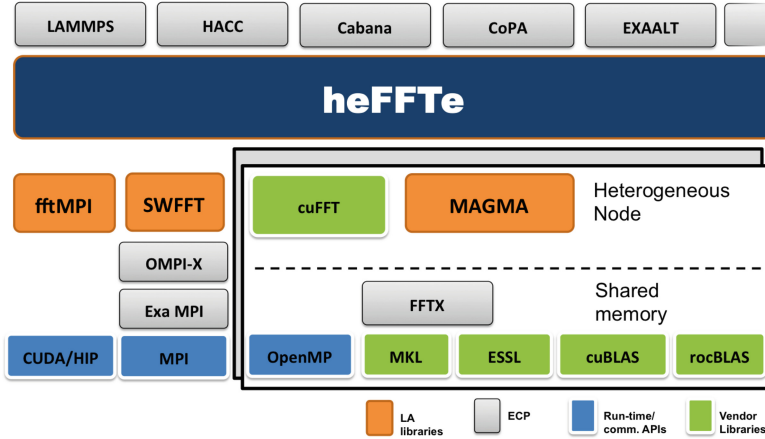 LAMMPS
HACC
Cabana
CoPA
EXAALT
heFFTe
fftMPI
SWFFT
cuFFT
MAGMA
Heterogeneous
Node
OMPI-X
Exa MPI
FFTX
Shared
memory
CUDA/HIP
MPI
OpenMP
MKL
ESSL
cuBLAS
rocBLAS
LA
libraries
ECP
Run-time/
comm. APIs
Vendor
Libraries